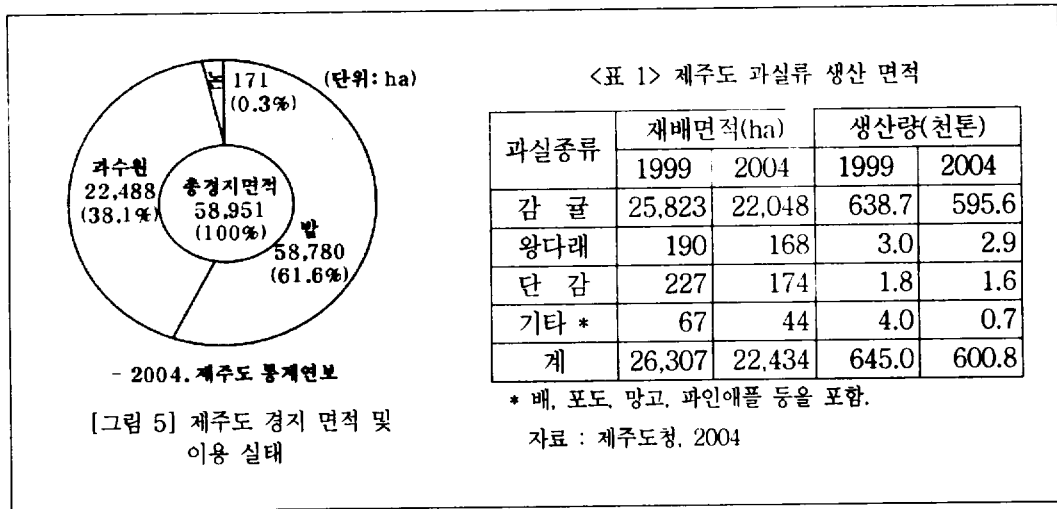 논 171
(0.3%)
(단위: ha)
과수원
22,488
(38.1%)
총경지면적
58,951
(100%)
밭
58,780
(61.6%)
- 2004. 제주도 통계연보
[그림 5] 제주도 경지 면적 및
이용 실태
<표 1> 제주도 과실류 생산 면적
과실종류 재배면적(ha) 생산량(천톤)
1999 2004 1999 2004
감 귤 25,823 22,048 638.7 595.6
왕다래 190 168 3.0 2.9
단 감 227 174 1.8 1.6
기타 * 67 44 4.0 0.7
계 26,307 22,434 645.0 600.8
* 배, 포도, 망고, 파인애플 등을 포함.
자료 : 제주도청, 2004